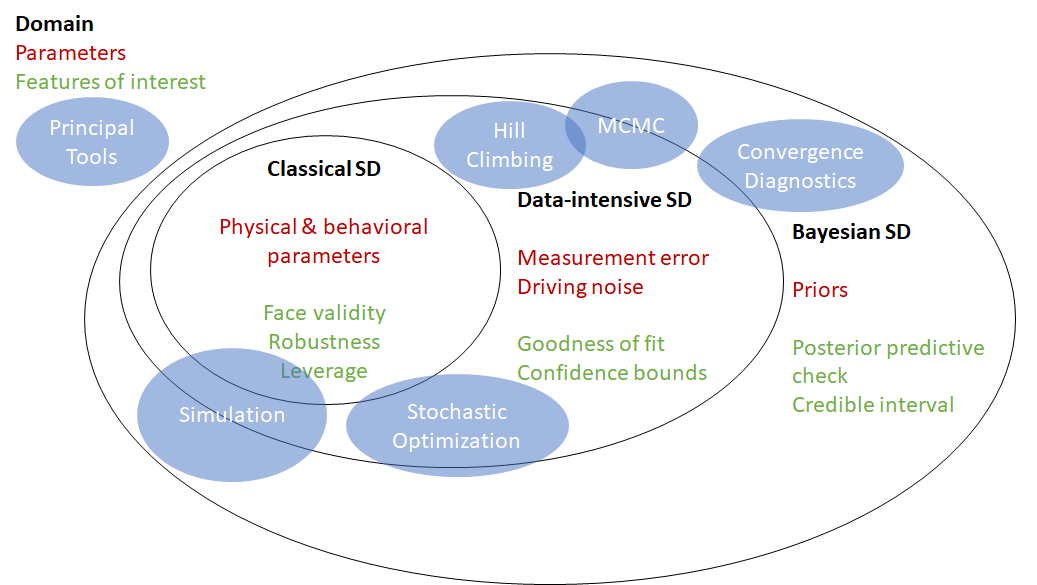 Domain
Parameters
Features of interest
Principal
Tools
Classical SD
Physical & behavioral
parameters
Face validity
Robustness
Leverage
Simulation
Stochastic
Optimization
Hill
Climbing
MCMC
Data-intensive SD
Measurement error
Driving noise
Goodness of fit
Confidence bounds
Convergence
Diagnostics
Bayesian SD
Priors
Posterior predictive
check
Credible interval